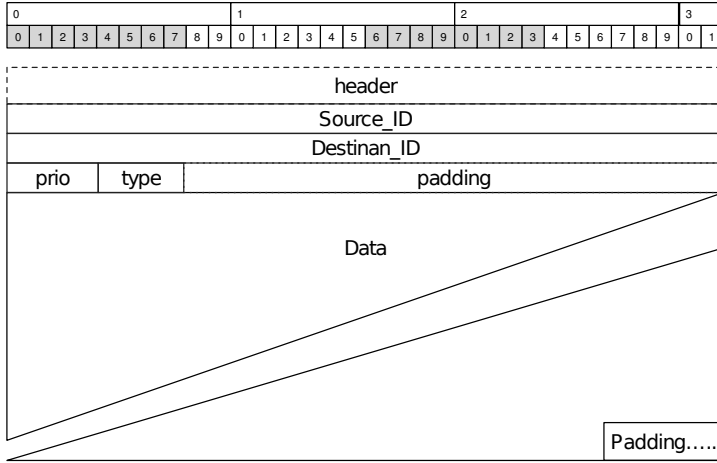 0 1 2 3
0 1 2 3 4 5 6 7 8 9 0 1 2 3 4 5 6 7 8 9 0 1 2 3 4 5 6 7 8 9 0 1
header
Source_ID
Destinan_ID
prio type padding
Data
Padding.....